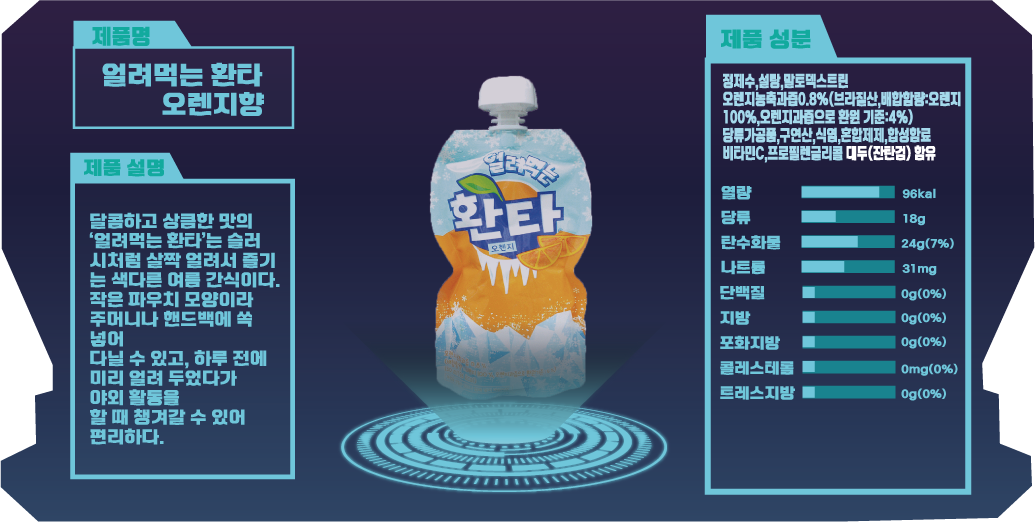 제품명
얼려먹는 환타
오렌지향
제품 설명
달콤하고 상큼한 맛의
‘얼려먹는 환타’는 슬러
시처럼 살짝 얼려서 즐기
는 색다른 여름 간식이다.
작은 파우치 모양이라
주머니나 핸드백에 쏙
넣어
다닐 수 있고, 하루 전에
미리 얼려 두었다가
야외 활동을
할 때 챙겨갈 수 있어
편리하다.
얼려먹는
환타
오렌지
제품 성분
정제수,설탕,말토덱스트린
오렌지농축과즙0.8%(브라질산,배합함량:오렌지
100%,오렌지과즙으로 환원 기준:4%)
당류가공품,구연산,식염,혼합제제,합성향료
비타민C,프로필렌글리콜 대두(잔탄검) 함유
열량 96kal
당류 18g
탄수화물 24g(7%)
나트륨 31mg
단백질 0g(0%)
지방 0g(0%)
포화지방 0g(0%)
콜레스테롤 0mg(0%)
트레스지방 0g(0%)